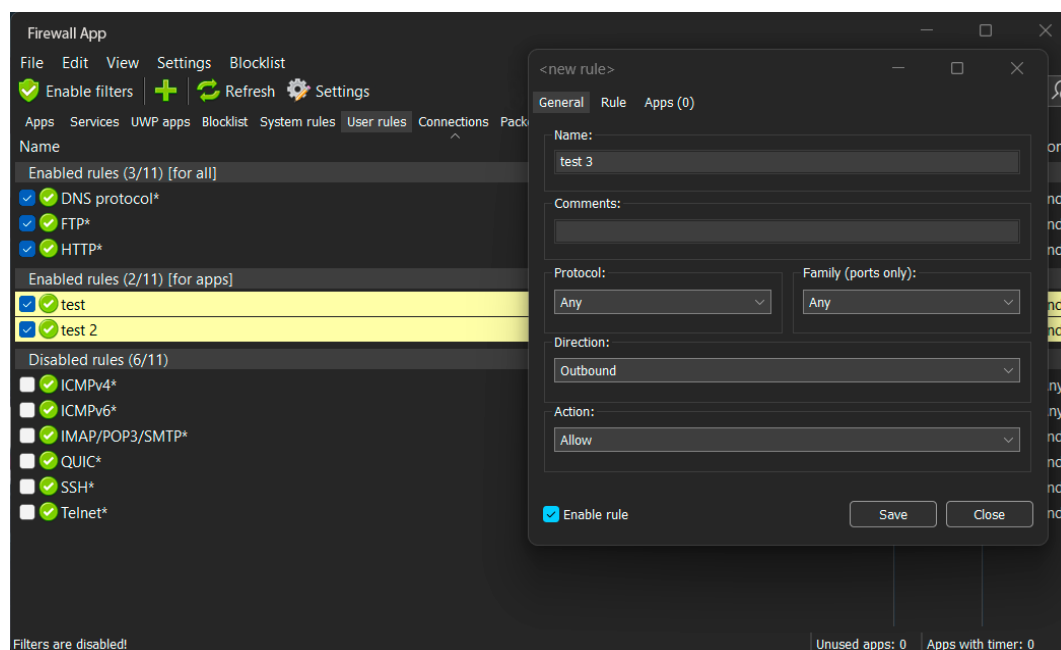 Firewall App
File Edit View Settings Blocklist
Enable filters Refresh Settings
Apps Services UWP apps Blocklist System rules User rules Connections
Name
Enabled rules (3/11) [for all]
DNS protocol*
FTP*
HTTP*
Enabled rules (2/11) [for apps]
test
test 2
Disabled rules (6/11)
ICMPv4*
ICMPv6*
IMAP/POP3/SMTP*
QUIC*
SSH*
Telnet*
Filters are disabled!
Unused apps: 0 Apps with timer: 0
<new rule>
General Rule Apps (0)
Name:
test 3
Comments:
Protocol: Family (ports only):
Any Any
Direction:
Outbound
Action:
Allow
Enable rule Save Close